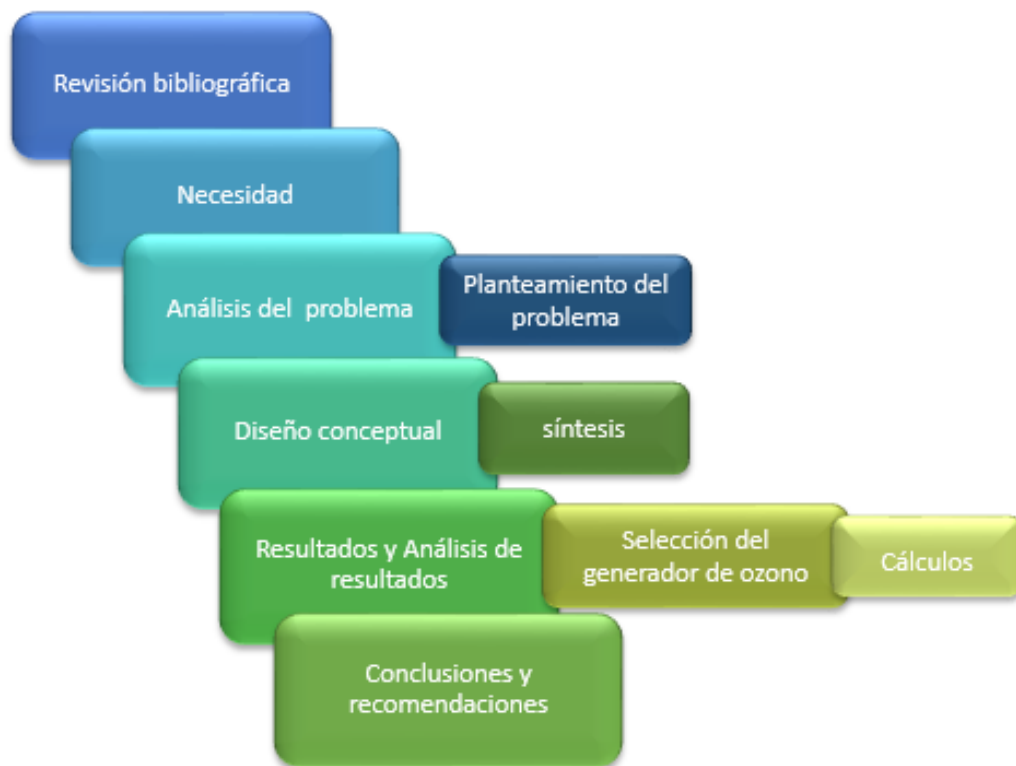 Revisión bibliográfica
Necesidad
Análisis del  problema
Planteamiento del
problema
Diseño conceptual
síntesis
Resultados y Análisis de
resultados
Selección del
generador de ozono
Cálculos
Conclusiones y
recomendaciones